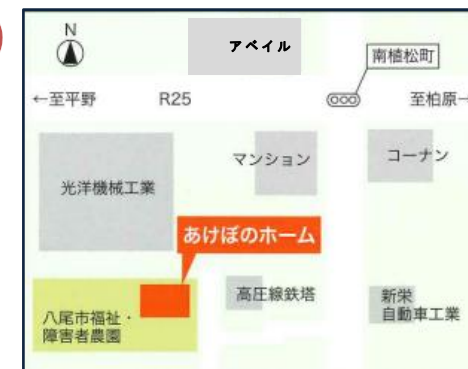 N
アベイル
南植松町
←至平野
R25
至柏原→
マンション
コーナン
光洋機械工業
あけぼのホーム
高圧線鉄塔
新栄
自動車工業
八尾市福祉・
障害者農園